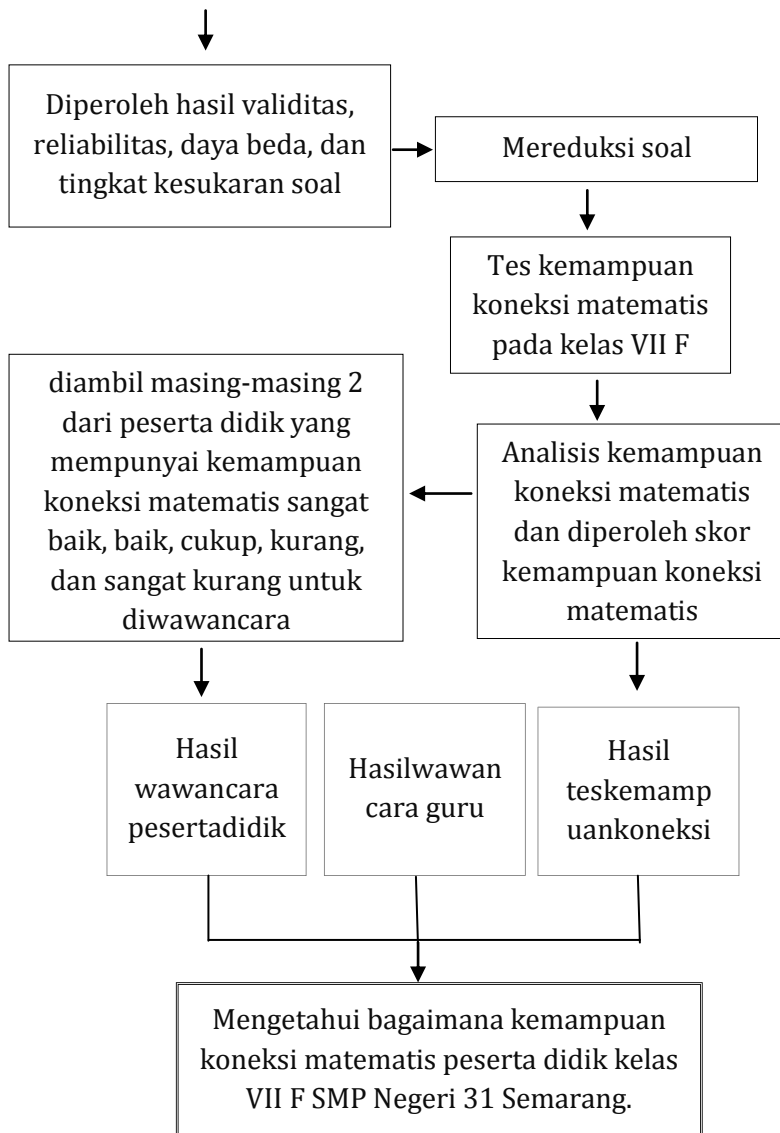 Diperoleh hasil validitas,
reliabilitas, daya beda, dan
tingkat kesukaran soal
Mereduksi soal
Tes kemampuan
koneksi matematis
pada kelas VII F
Analisis kemampuan
koneksi matematis
dan diperoleh skor
kemampuan koneksi
matematis
diambil masing-masing 2
dari peserta didik yang
mempunyai kemampuan
koneksi matematis sangat
baik, baik, cukup, kurang,
dan sangat kurang untuk
diwawancara
Hasil
wawancara
pesertadidik
Hasilwawan
cara guru
Hasil
teskemamp
uankoneksi
Mengetahui bagaimana kemampuan
koneksi matematis peserta didik kelas
VII F SMP Negeri 31 Semarang.